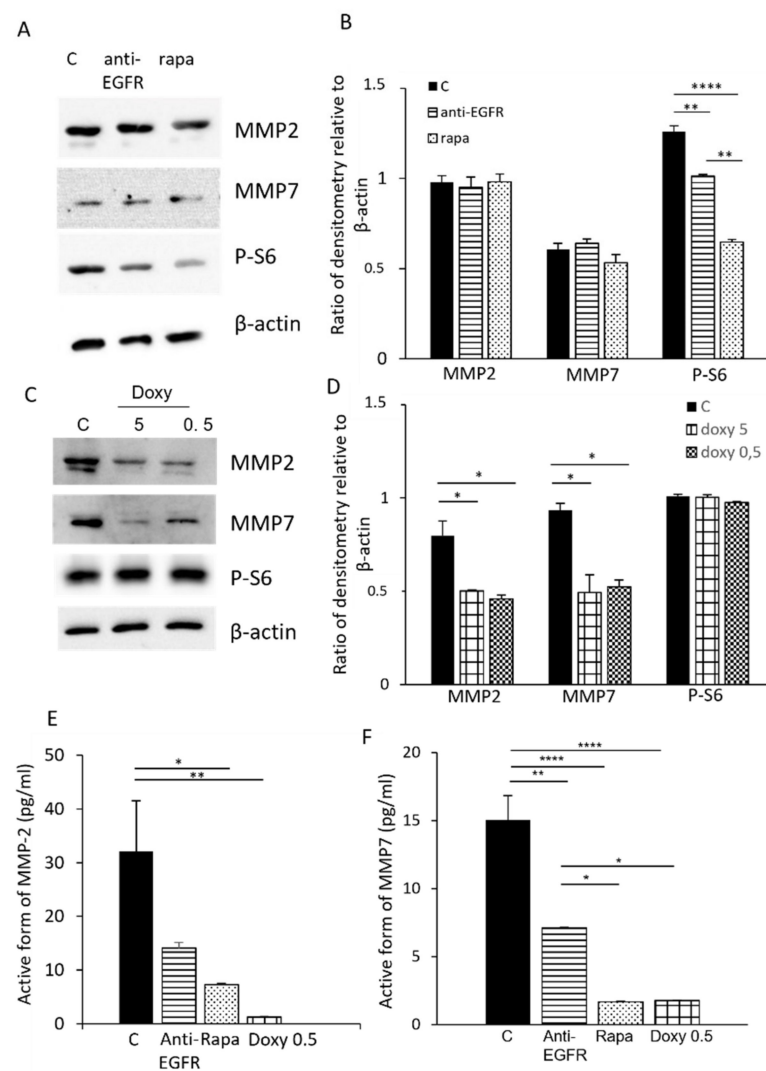 A
C anti-EGFR rapa
MMP2
MMP7
P-S6
β-actin
B
Ratio of densitometry relative to β-actin
1.5
1
0.5
0
C
anti-EGFR
rapa
****
**
**
MMP2 MMP7 P-S6
C
Doxy
C 5 0. 5
MMP2
MMP7
P-S6
β-actin
D
Ratio of densitometry relative to β-actin
1.5
1
0.5
0
C
doxy 5
doxy 0,5
*
*
*
*
MMP2 MMP7 P-S6
E
Active form of MMP-2 (pg/ml)
50
40
30
20
10
0
*
**
C Anti-EGFR Rapa Doxy 0.5
F
Active form of MMP7 (pg/ml)
20
15
10
5
0
****
****
**
*
*
C Anti-EGFR Rapa Doxy 0.5